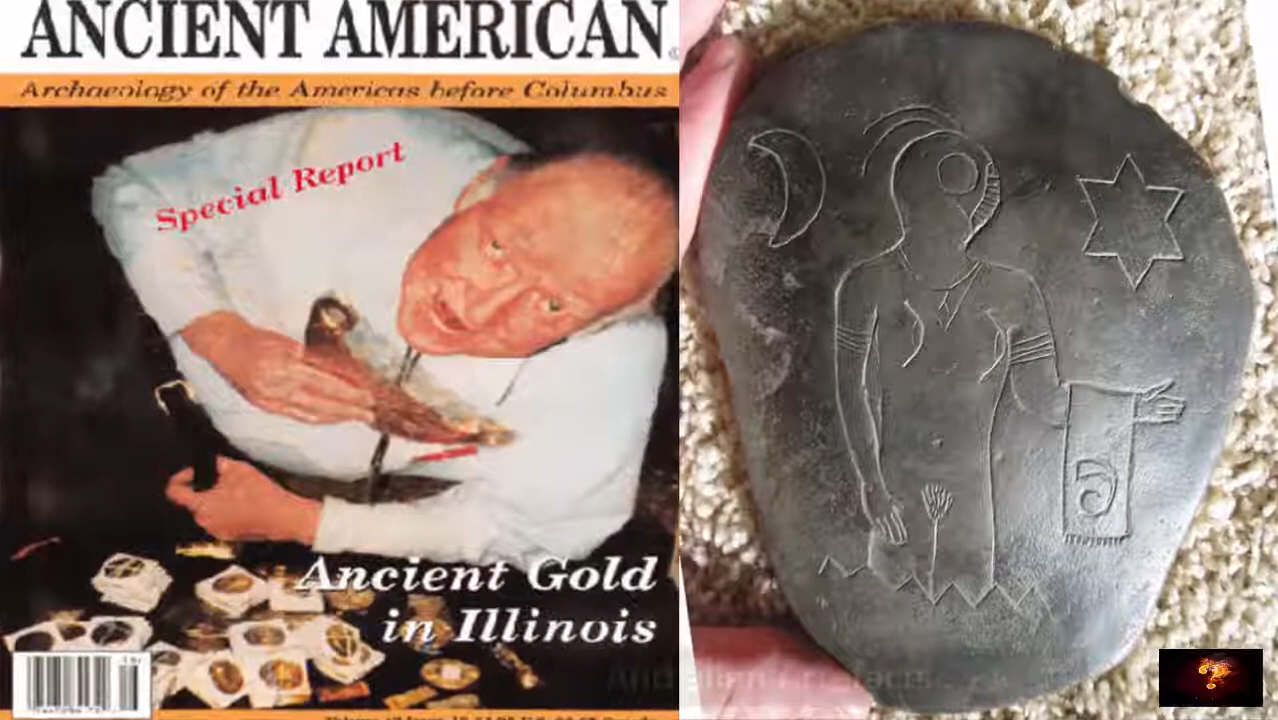 ANCIENT AMERICAN
Archaeology of the Americas before Columbus
Special Report
Ancient Gold
in Illinois